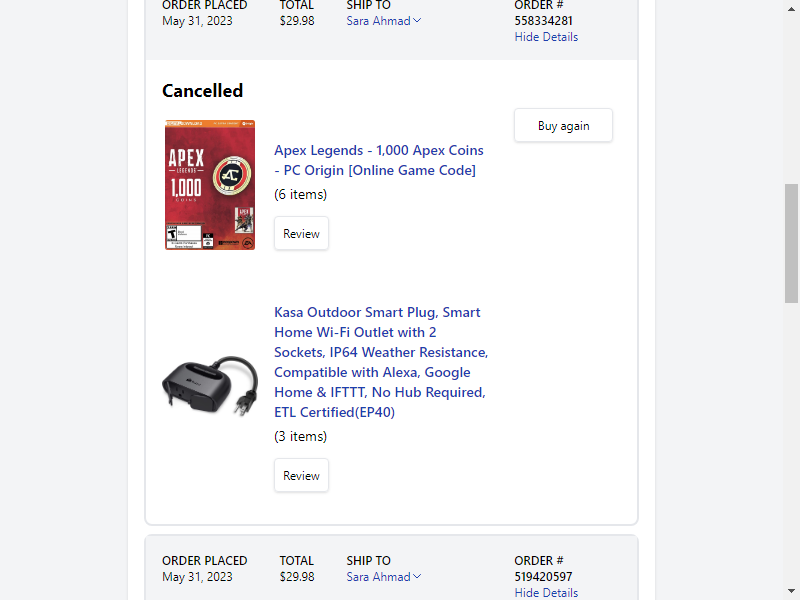 ORDER PLACED TOTAL SHIP TO ORDER #
May 31, 2023 $29.98 Sara Ahmad 558334281
Hide Details
Cancelled
Buy again
APEX
LEGENDS
1,000
COINS
Apex Legends - 1,000 Apex Coins
- PC Origin [Online Game Code]
(6 items)
Review
Kasa Outdoor Smart Plug, Smart
Home Wi-Fi Outlet with 2
Sockets, IP64 Weather Resistance,
Compatible with Alexa, Google
Home & IFTTT, No Hub Required,
ETL Certified(EP40)
(3 items)
Review
ORDER PLACED TOTAL SHIP TO ORDER #
May 31, 2023 $29.98 Sara Ahmad 519420597
Hide Details